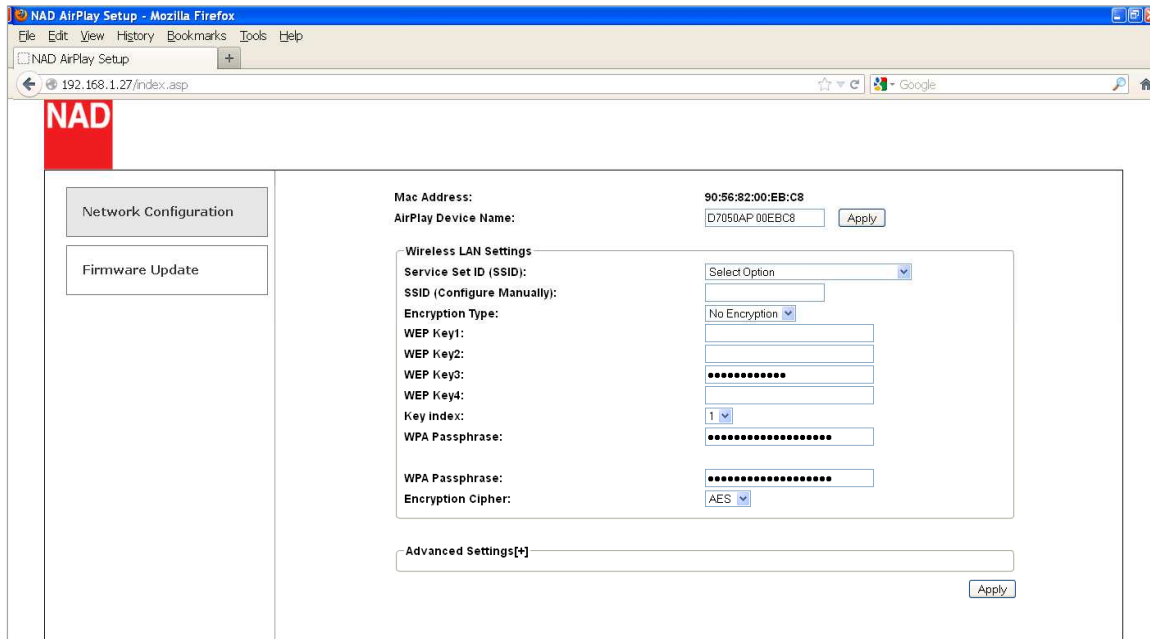 NAD AirPlay Setup - Mozilla Firefox
File Edit View History Bookmarks Tools Help
NAD AirPlay Setup +
192.168.1.27/index.asp Google
NAD
Network Configuration
Firmware Update
Mac Address: 90:56:82:00:EB:C8
AirPlay Device Name: D7050AP 00EBC8 Apply
Wireless LAN Settings
Service Set ID (SSID): Select Option
SSID (Configure Manually):
Encryption Type: No Encryption
WEP Key1:
WEP Key2:
WEP Key3: ••••••••••••
WEP Key4:
Key index: 1
WPA Passphrase: •••••••••••••••••••
WPA Passphrase: •••••••••••••••••••
Encryption Cipher: AES
Advanced Settings[+]
Apply